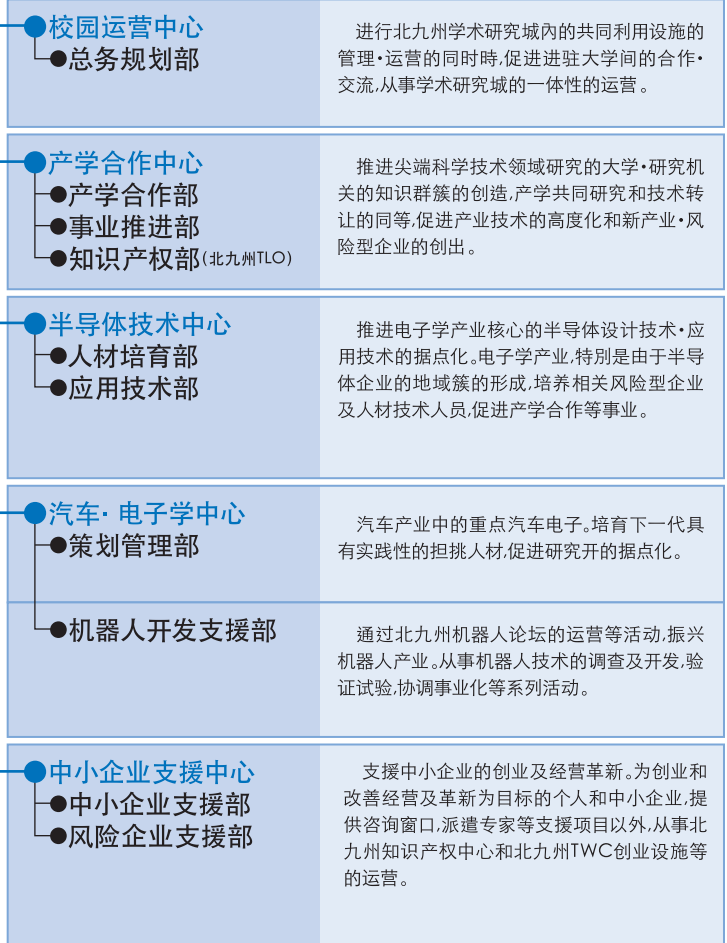 校园运营中心
总务规划部
进行北九州学术研究城内的共同利用设施的
管理·运营的同时時,促进进驻大学间的合作·
交流,从事学术研究城的一体性的运营。
产学合作中心
产学合作部
事业推进部
知识产权部(北九州TLO)
推进尖端科学技术领域研究的大学·研究机
关的知识群簇的创造,产学共同研究和技术转
让的同等,促进产业技术的高度化和新产业·风
险型企业的创出。
半导体技术中心
人材培育部
应用技术部
推进电子学产业核心的半导体设计技术·应
用技术的据点化。电子学产业,特別是由于半导
体企业的地域簇的形成,培养相关风险型企业
及人材技术人员,促进产学合作等事业。
汽车·电子学中心
策划管理部
汽车产业中的重点汽车电子。培育下一代具
有实践性的担挑人材,促进研究开的据点化。
机器人开发支援部
通过北九州机器人论坛的运营等活动,振兴
机器人产业。从事机器人技术的调查及开发,验
证试验,协调事业化等系列活动。
中小企业支援中心
中小企业支援部
风险企业支援部
支援中小企业的创业及经营革新。为创业和
改善经营及革新为目标的个人和中小企业,提
供咨询窗口,派遣专家等支援项目以外,从事北
九州知识产权中心和北九州TWC创业设施等
的运营。